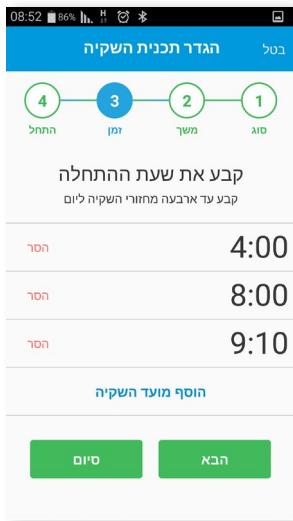 08:52 86% H
בטל הגדר תכנית השקיה
1 2 3 4
סוג משך זמן התחל
קבע את שעת ההתחלה
קבע עד ארבעה מחזורי השקיה ליום
4:00 הסר
8:00 הסר
9:10 הסר
הוסף מועד השקיה
הבא סיום